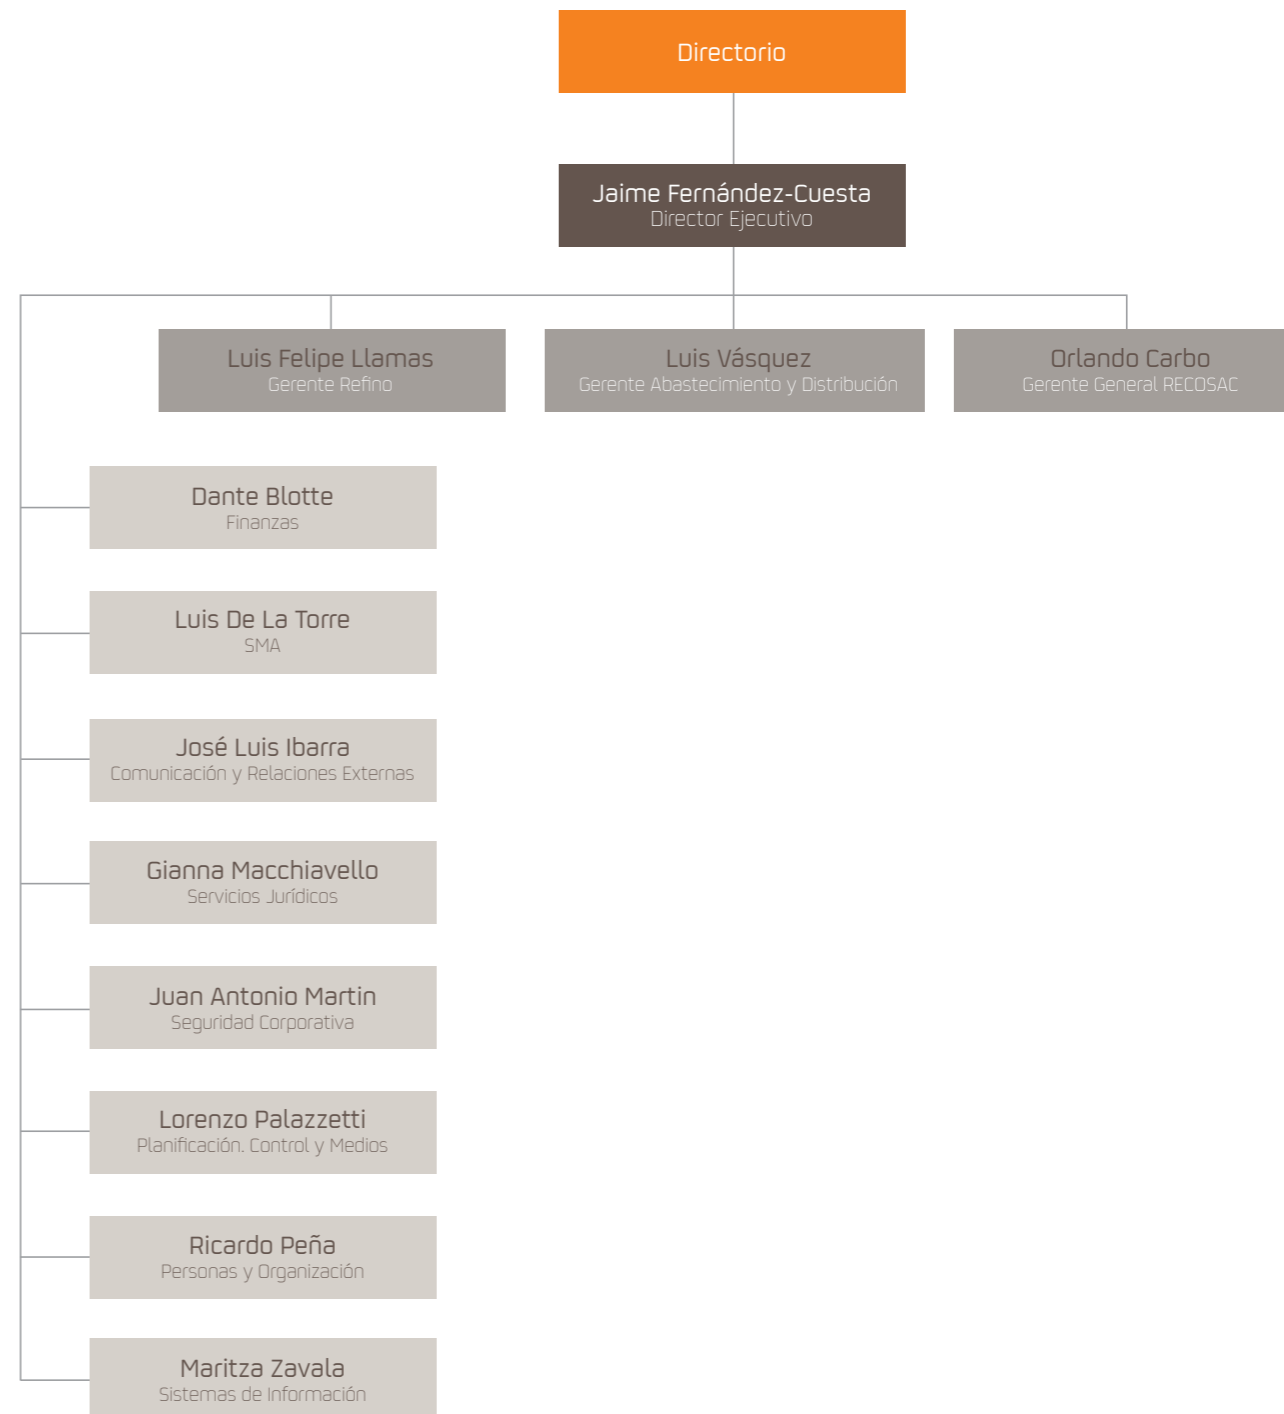 Directorio
Jaime Fernández-Cuesta
Director Ejecutivo
Luis Felipe Llamas
Gerente Refino
Luis Vásquez
Gerente Abastecimiento y Distribución
Orlando Carbo
Gerente General RECOSAC
Dante Blotte
Finanzas
Luis De La Torre
SMA
José Luis Ibarra
Comunicación y Relaciones Externas
Gianna Macchiavello
Servicios Jurídicos
Juan Antonio Martin
Seguridad Corporativa
Lorenzo Palazzetti
Planificación. Control y Medios
Ricardo Peña
Personas y Organización
Maritza Zavala
Sistemas de Información